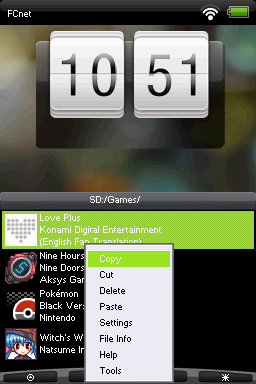 FCnet
10 51
SD:/Games/
Love Plus
Konami Digital Entertainment
(English Fan Translation)
Nine Hours
Nine Doors
Aksys Gam
Pokémon
Black Vers
Nintendo
Witch's W
Natsume In
Copy
Cut
Delete
Paste
Settings
File Info
Help
Tools